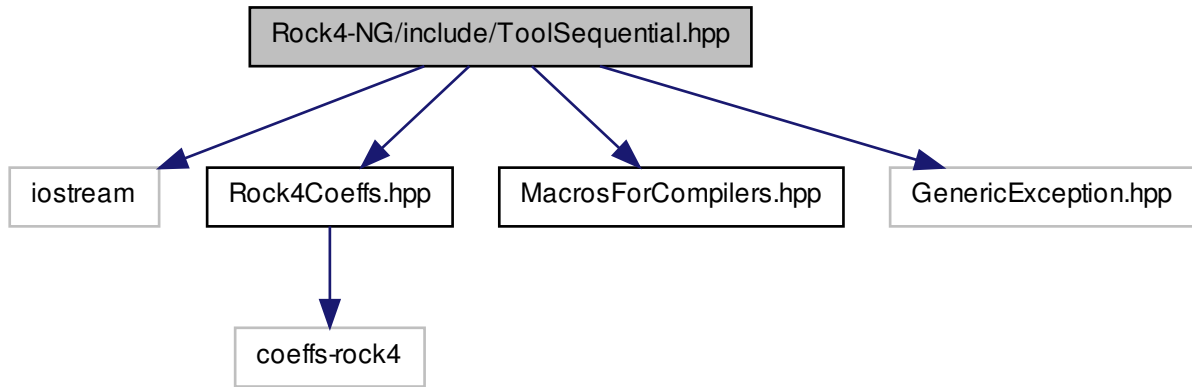 Rock4-NG/include/ToolSequential.hpp
iostream
Rock4Coeffs.hpp
MacrosForCompilers.hpp
GenericException.hpp
coeffs-rock4